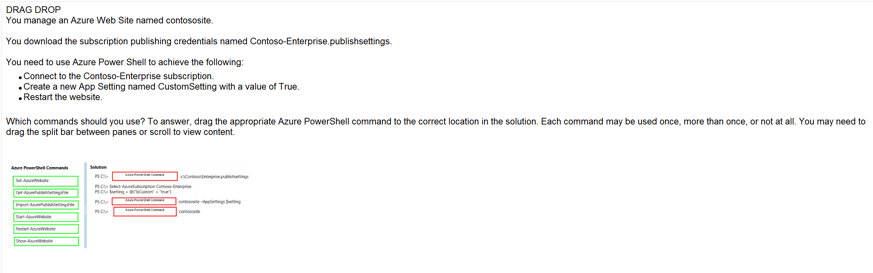 DRAG DROP
You manage an Azure Web Site named contososite.
You download the subscription publishing credentials named Contoso-Enterprise.publishsettings.
You need to use Azure Power Shell to achieve the following:
• Connect to the Contoso-Enterprise subscription.
• Create a new App Setting named CustomSetting with a value of True.
• Restart the website.
Which commands should you use? To answer, drag the appropriate Azure PowerShell command to the correct location in the solution. Each command may be used once, more than once, or not at all. You may need to
drag the split bar between panes or scroll to view content.
Azure PowerShell Commands
Set-AzureWebsite
Get-AzurePublishSettingsFile
Import-AzurePublishSettingsFile
Start-AzureWebsite
Restart-AzureWebsite
Show-AzureWebsite
Solution
PS C:\> Azure PowerShell Command c:\Contoso\Enterprise.publishsettings
PS C:\> Select-AzureSubscription Contoso-Enterprise
PS C:\> $setting = @{"IsCustom" = "true"}
PS C:\> Azure PowerShell Command contososite -AppSettings $setting
PS C:\> Azure PowerShell Command contososite